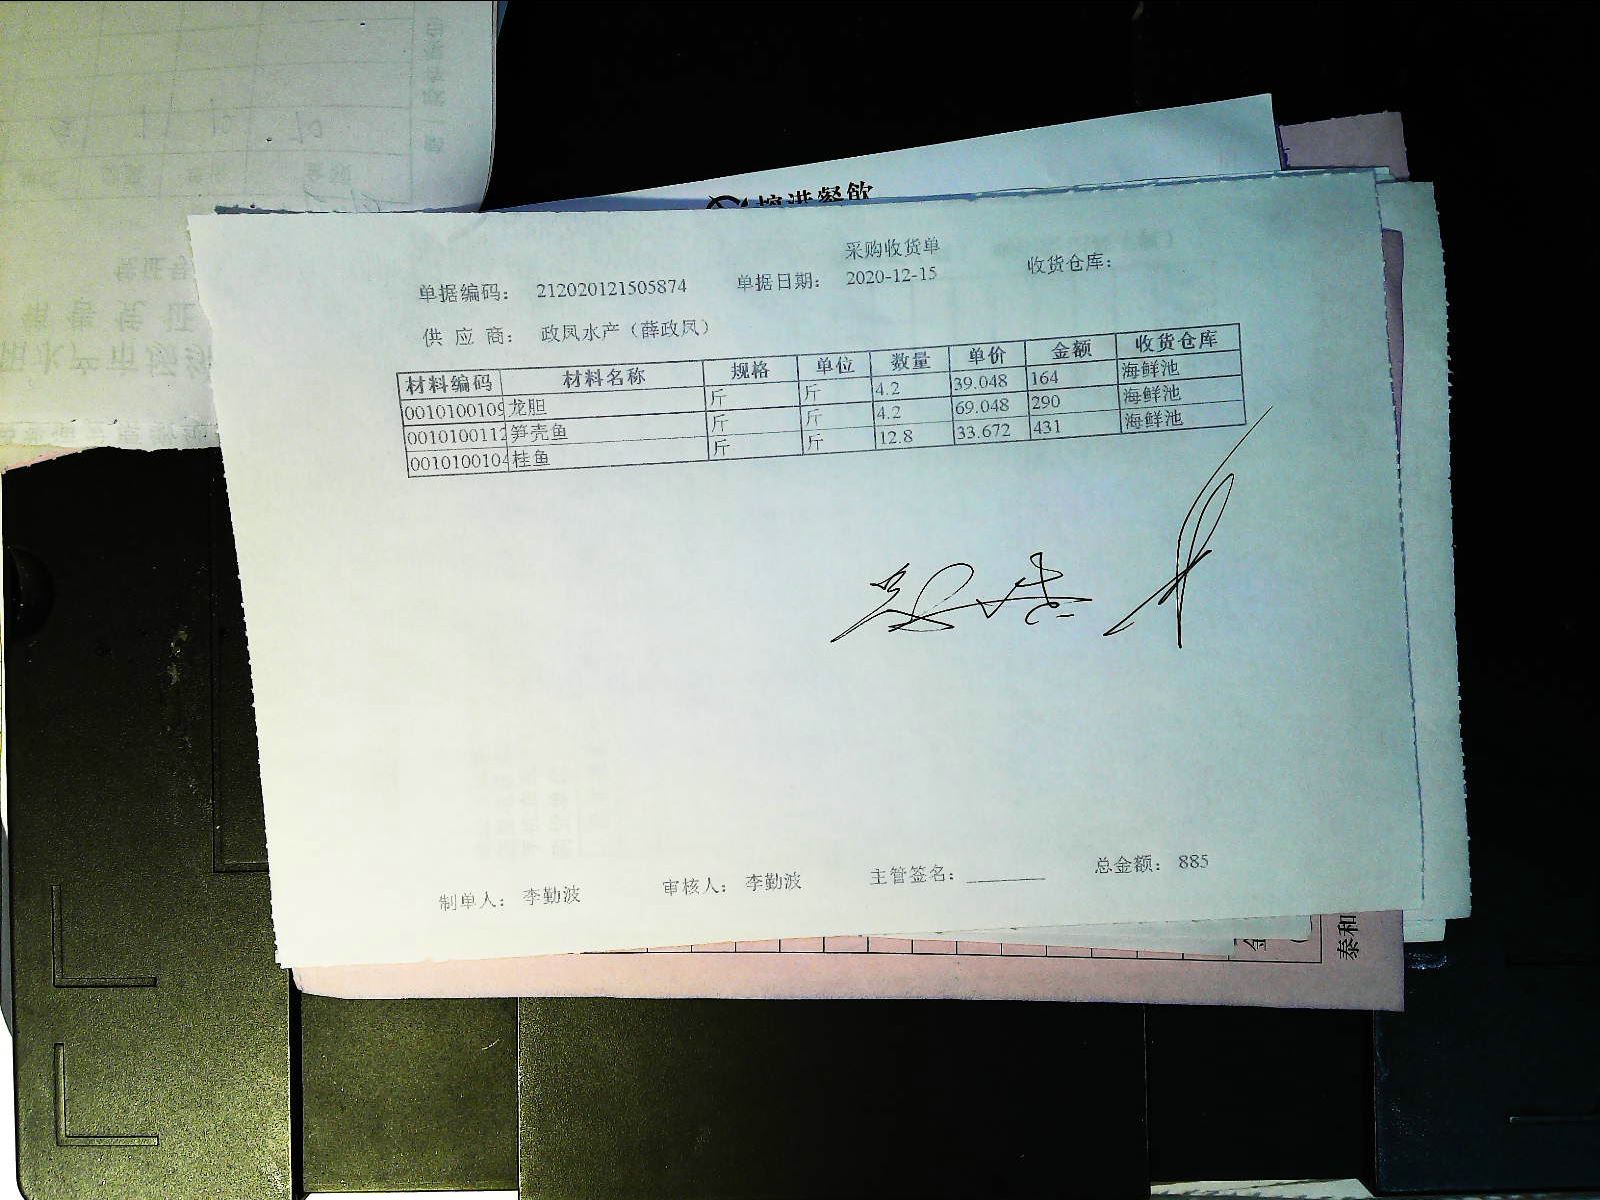 采购收货单
单据编码： 212020121505874 单据日期： 2020-12-15 收货仓库：
供 应 商： 政凤水产（薛政凤）
材料编码 材料名称 规格 单位 数量 单价 金额 收货仓库
0010100109 龙胆 斤 斤 4.2 39.048 164 海鲜池
0010100112 笋壳鱼 斤 斤 4.2 69.048 290 海鲜池
0010100104 桂鱼 斤 斤 12.8 33.672 431 海鲜池
制单人： 李勤波 审核人： 李勤波 主管签名： 总金额： 885
泰和